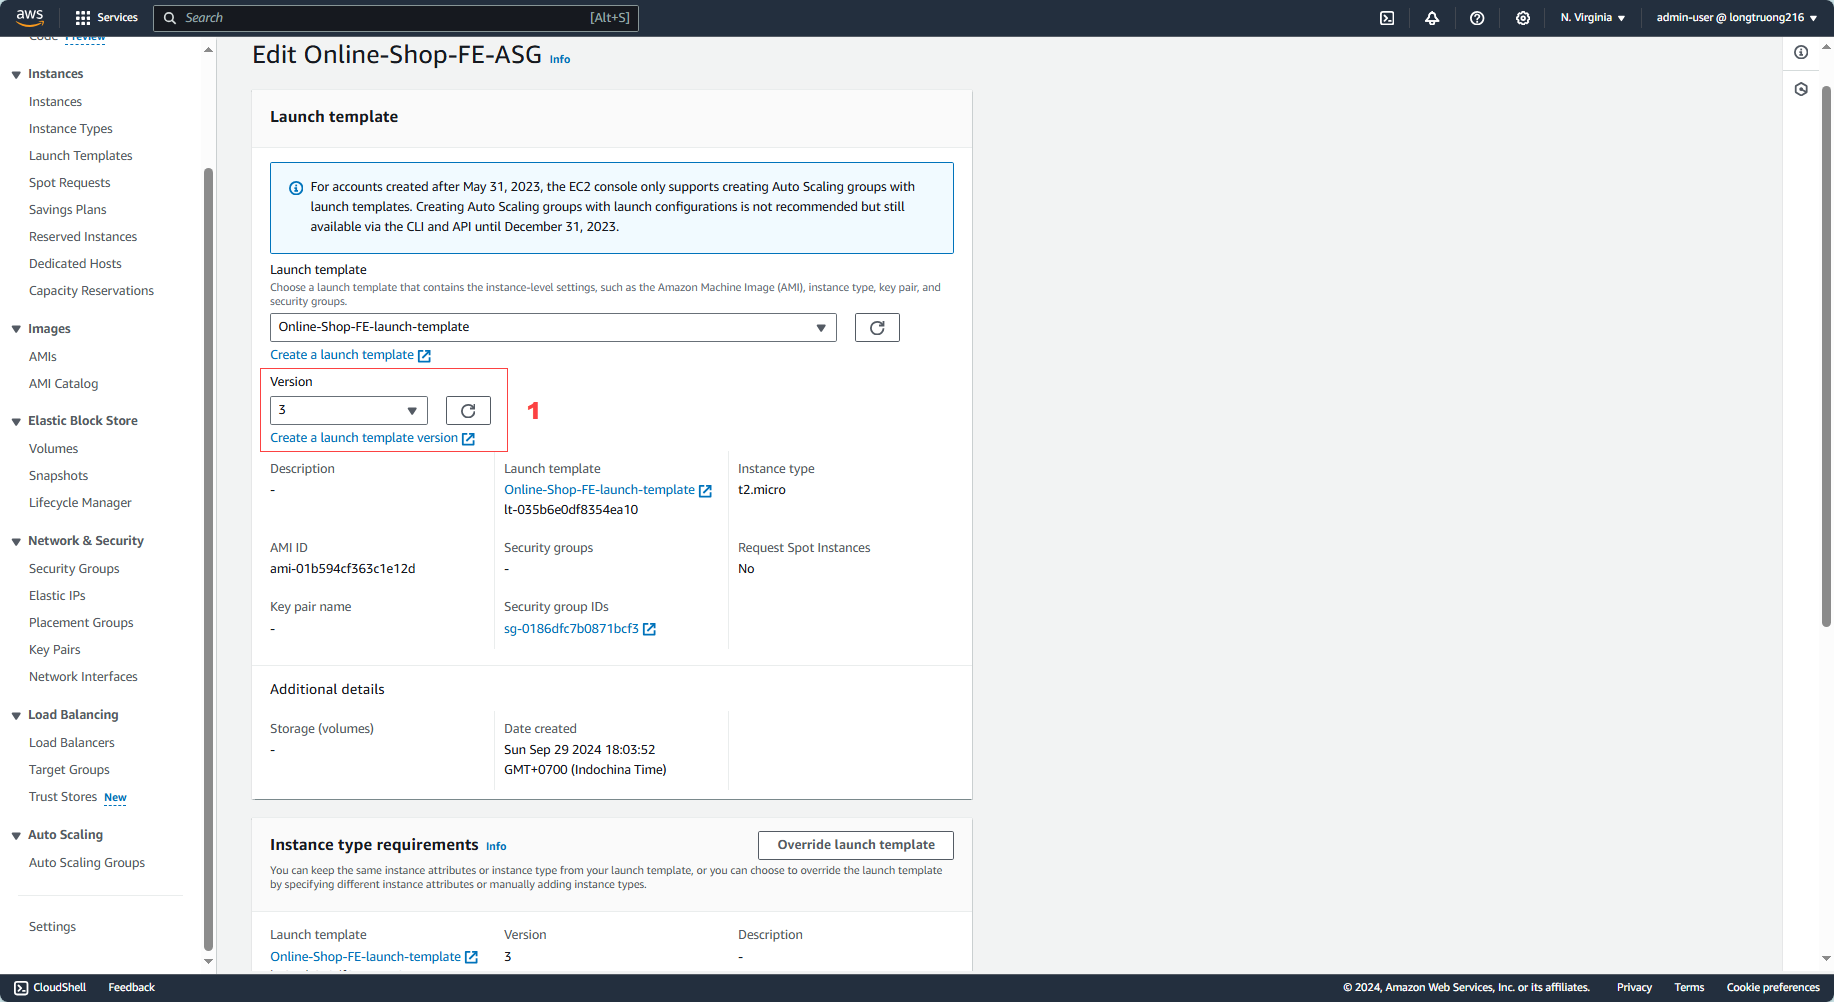 aws
Services
Search
[Alt+S]
N. Virginia
admin-user @ longtruong216
Code Preview
Instances
Instances
Instance Types
Launch Templates
Spot Requests
Savings Plans
Reserved Instances
Dedicated Hosts
Capacity Reservations
Images
AMIs
AMI Catalog
Elastic Block Store
Volumes
Snapshots
Lifecycle Manager
Network & Security
Security Groups
Elastic IPs
Placement Groups
Key Pairs
Network Interfaces
Load Balancing
Load Balancers
Target Groups
Trust Stores New
Auto Scaling
Auto Scaling Groups
Settings
Edit Online-Shop-FE-ASG Info
Launch template
For accounts created after May 31, 2023, the EC2 console only supports creating Auto Scaling groups with
launch templates. Creating Auto Scaling groups with launch configurations is not recommended but still
available via the CLI and API until December 31, 2023.
Launch template
Choose a launch template that contains the instance-level settings, such as the Amazon Machine Image (AMI), instance type, key pair, and
security groups.
Online-Shop-FE-launch-template
Create a launch template
Version
3
1
Create a launch template version
Description
-
Launch template
Online-Shop-FE-launch-template
lt-035b6e0df8354ea10
Instance type
t2.micro
AMI ID
ami-01b594cf363c1e12d
Security groups
-
Request Spot Instances
No
Key pair name
-
Security group IDs
sg-0186dfc7b0871bcf3
Additional details
Storage (volumes)
-
Date created
Sun Sep 29 2024 18:03:52
GMT+0700 (Indochina Time)
Instance type requirements Info
Override launch template
You can keep the same instance attributes or instance type from your launch template, or you can choose to override the launch template
by specifying different instance attributes or manually adding instance types.
Launch template
Online-Shop-FE-launch-template
Version
3
Description
-
CloudShell
Feedback
© 2024, Amazon Web Services, Inc. or its affiliates.
Privacy
Terms
Cookie preferences